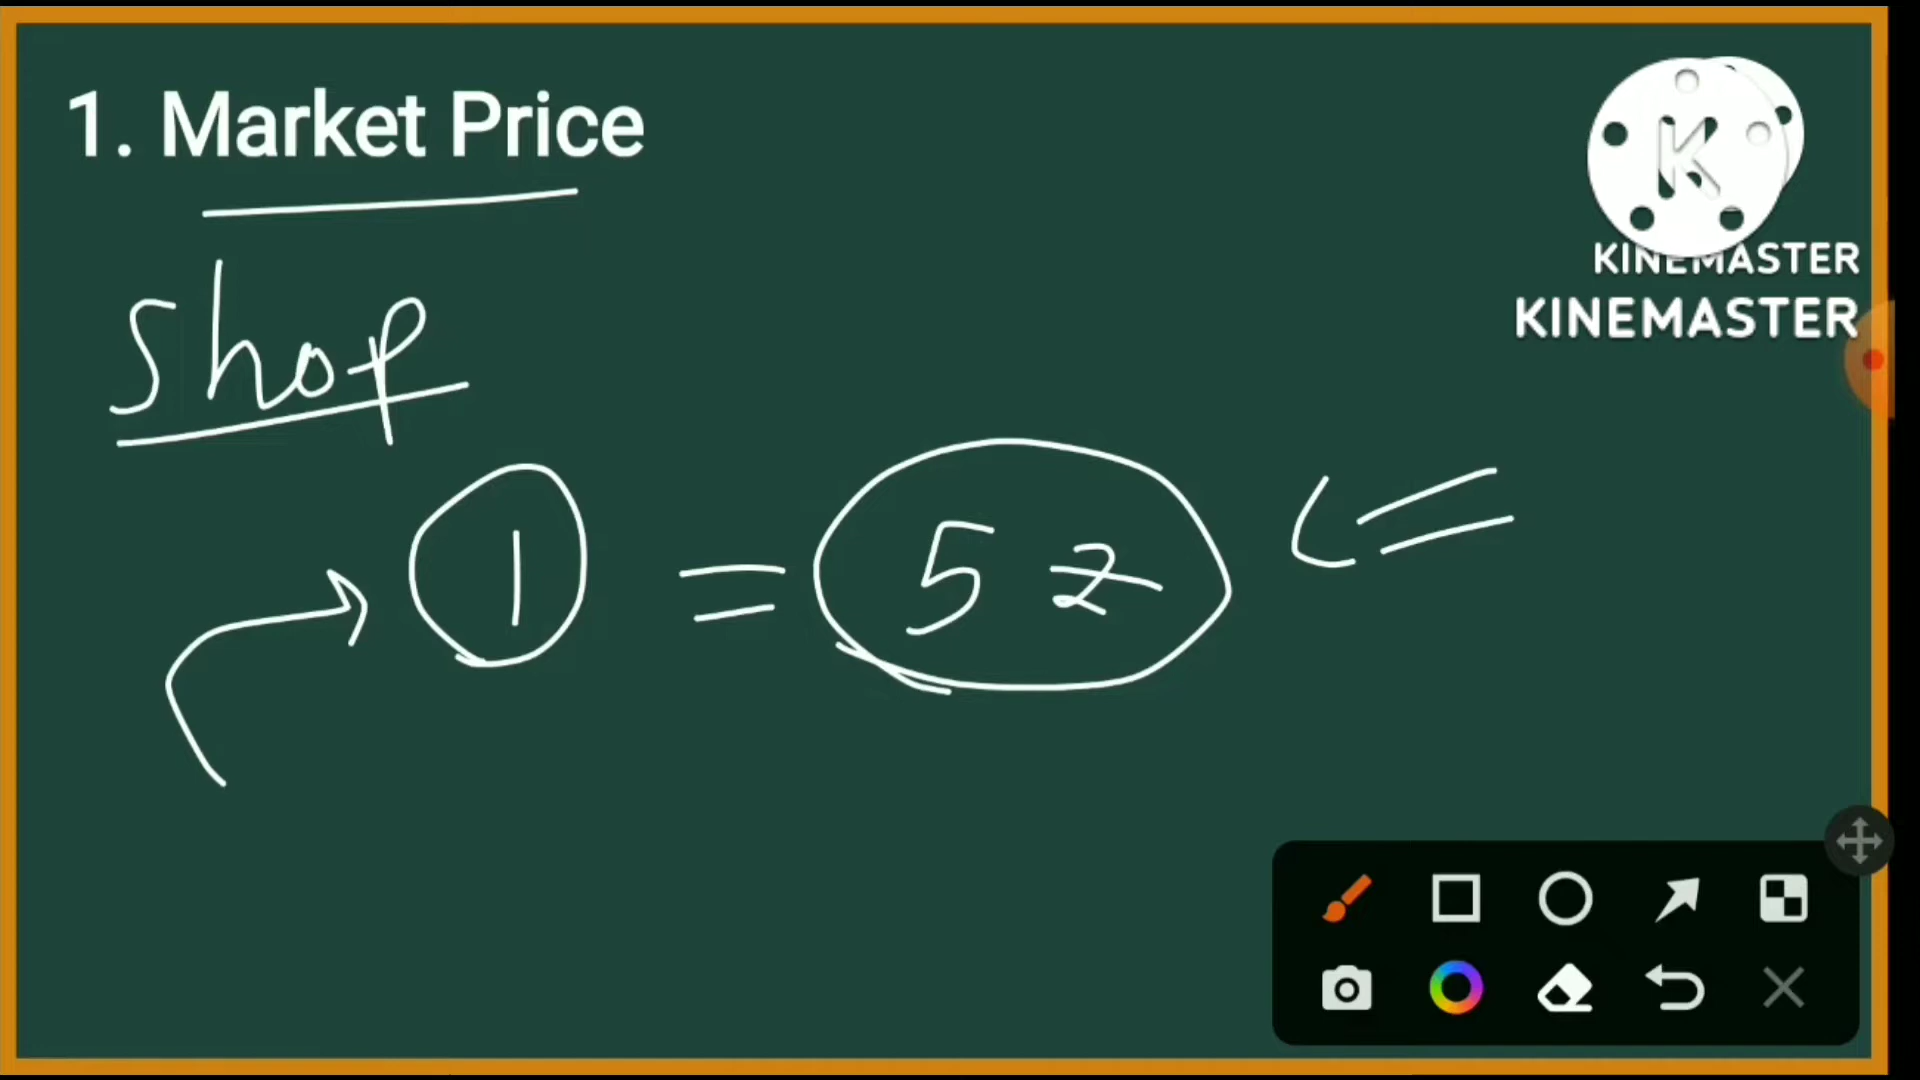 1. Market Price
KINEMASTER
KINEMASTER
Shop
1 = 5 z <=